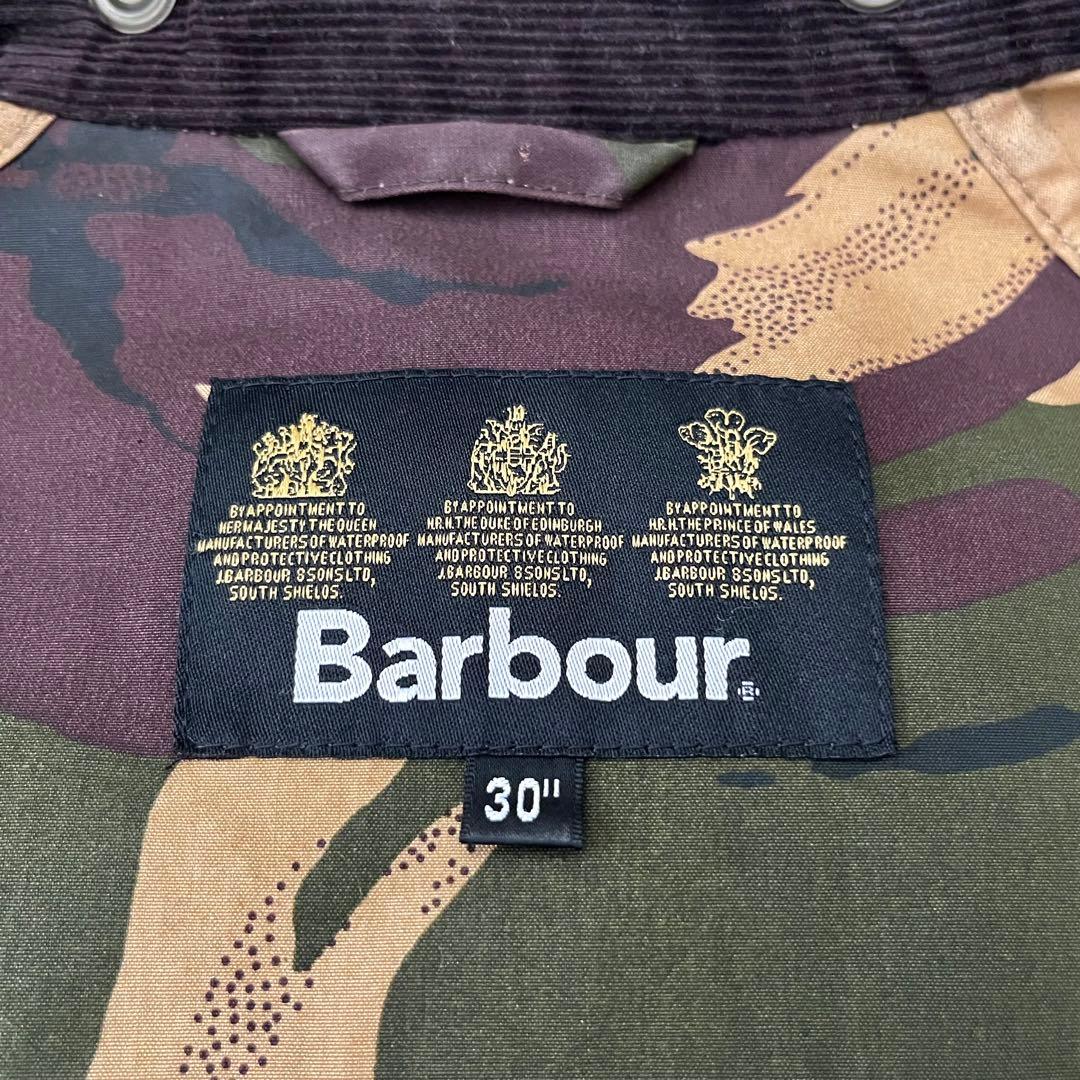 BY APPOINTMENT TO
HER MAJESTY THE QUEEN
MANUFACTURERS OF WATERPROOF
AND PROTECTIVE CLOTHING
J.BARBOUR & SONS LTD,
SOUTH SHIELDS.
BY APPOINTMENT TO
H.R.H. THE DUKE OF EDINBURGH
MANUFACTURERS OF WATERPROOF
AND PROTECTIVE CLOTHING
J.BARBOUR & SONS LTD,
SOUTH SHIELDS.
BY APPOINTMENT TO
H.R.H. THE PRINCE OF WALES
MANUFACTURERS OF WATERPROOF
AND PROTECTIVE CLOTHING
J.BARBOUR & SONS LTD,
SOUTH SHIELDS.
Barbour®
30"